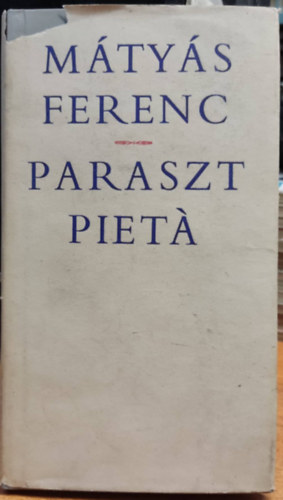 MÁTYÁS
FERENC
PARASZT
PIETÀ